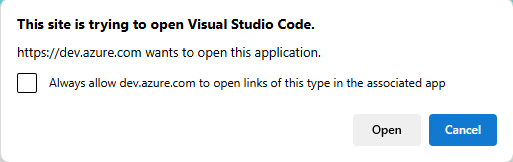 This site is trying to open Visual Studio Code.
https://dev.azure.com wants to open this application.
Always allow dev.azure.com to open links of this type in the associated app
Open
Cancel